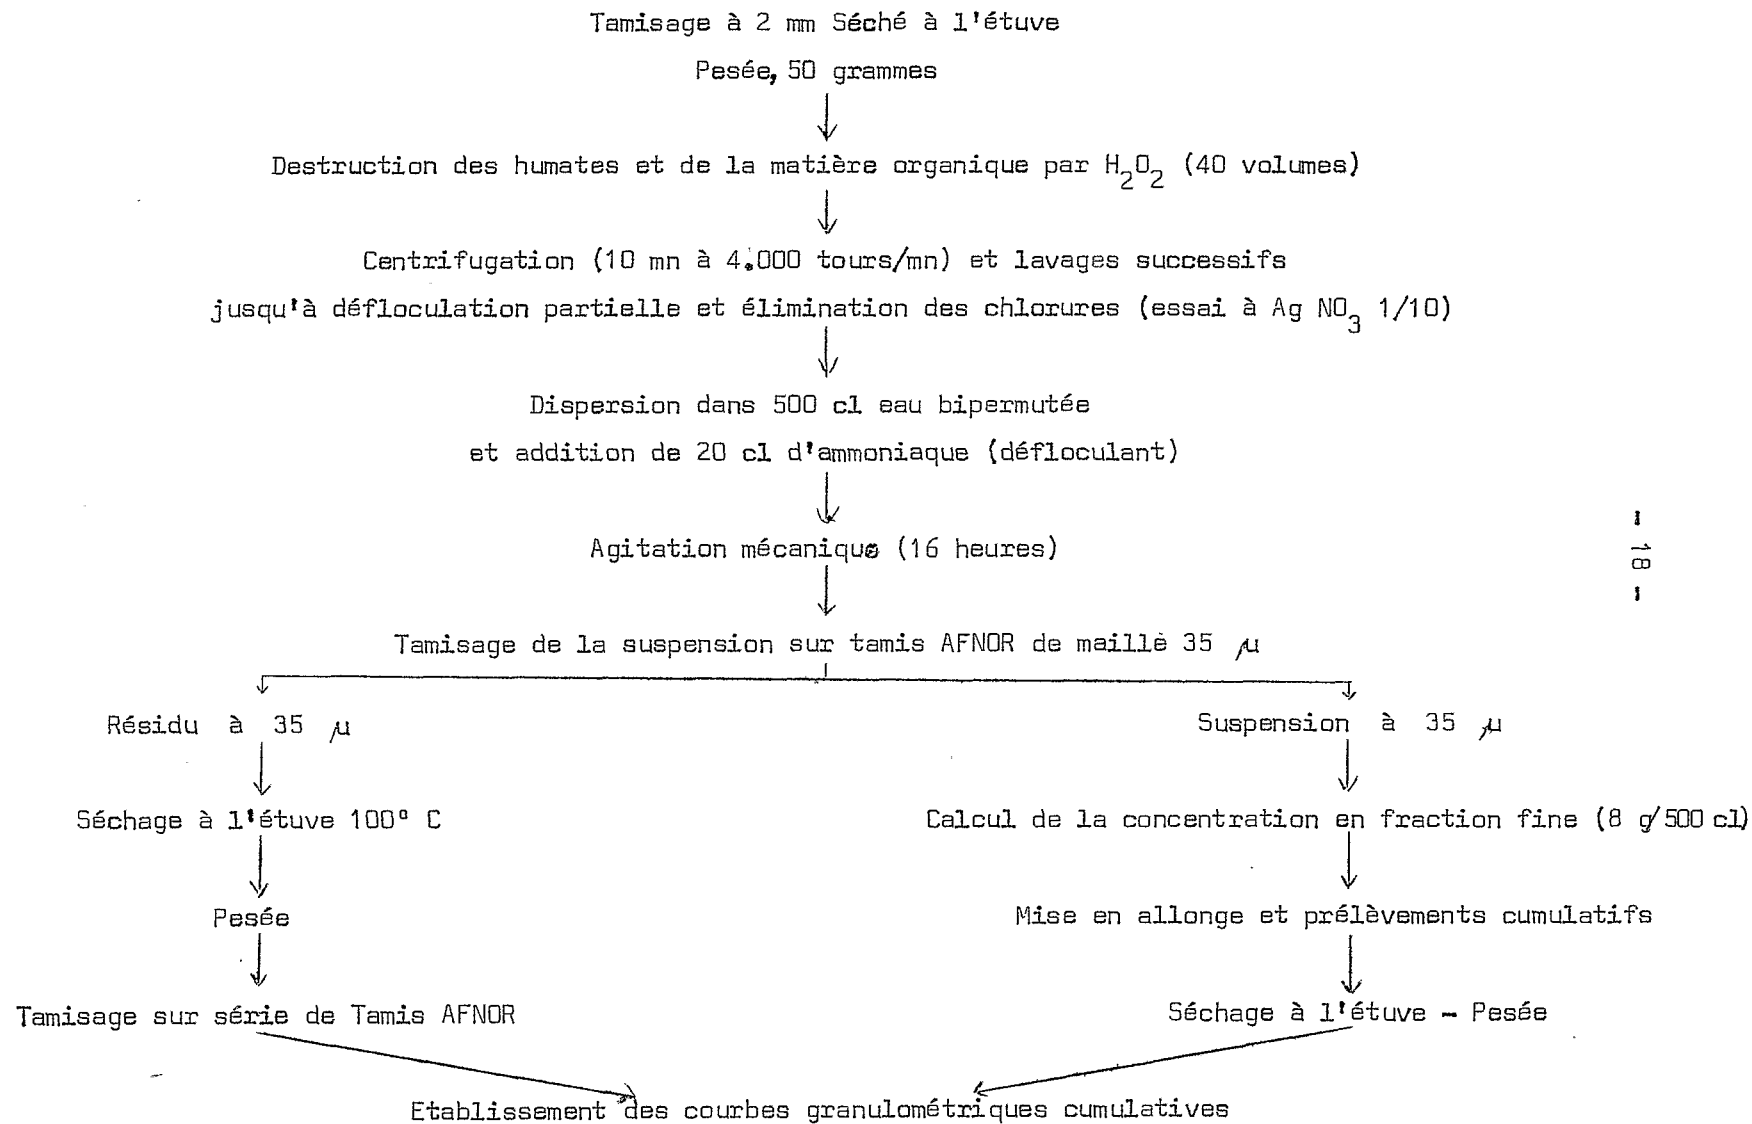 Tamisage à 2 mm Séché à l'étuve
Pesée, 50 grammes
Destruction des humates et de la matière organique par H2O2 (40 volumes)
Centrifugation (10 mn à 4.000 tours/mn) et lavages successifs
jusqu'à défloculation partielle et élimination des chlorures (essai à Ag NO3 1/10)
Dispersion dans 500 cl eau bipermutée
et addition de 20 cl d'ammoniaque (défloculant)
Agitation mécanique (16 heures)
- 18 -
Tamisage de la suspension sur tamis AFNOR de maillè 35 µ
Résidu à 35 µ
Suspension à 35 µ
Séchage à l'étuve 100° C
Calcul de la concentration en fraction fine (8 g/500 cl)
Pesée
Mise en allonge et prélèvements cumulatifs
Tamisage sur série de Tamis AFNOR
Séchage à l'étuve - Pesée
Etablissement des courbes granulométriques cumulatives